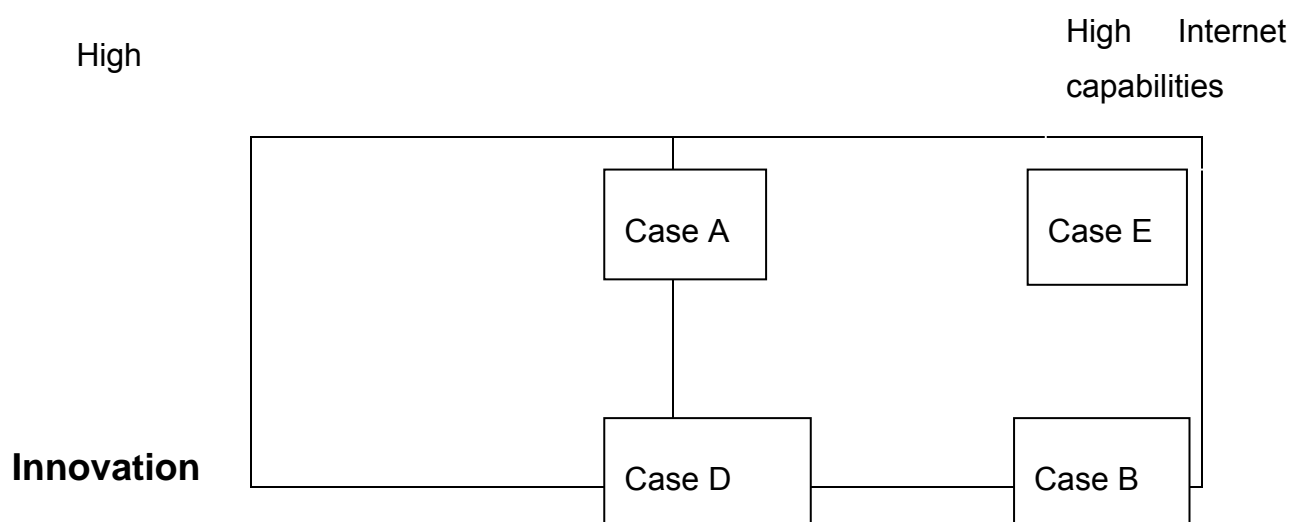 High
High Internet
capabilities
Case A
Case E
Innovation
Case D
Case B